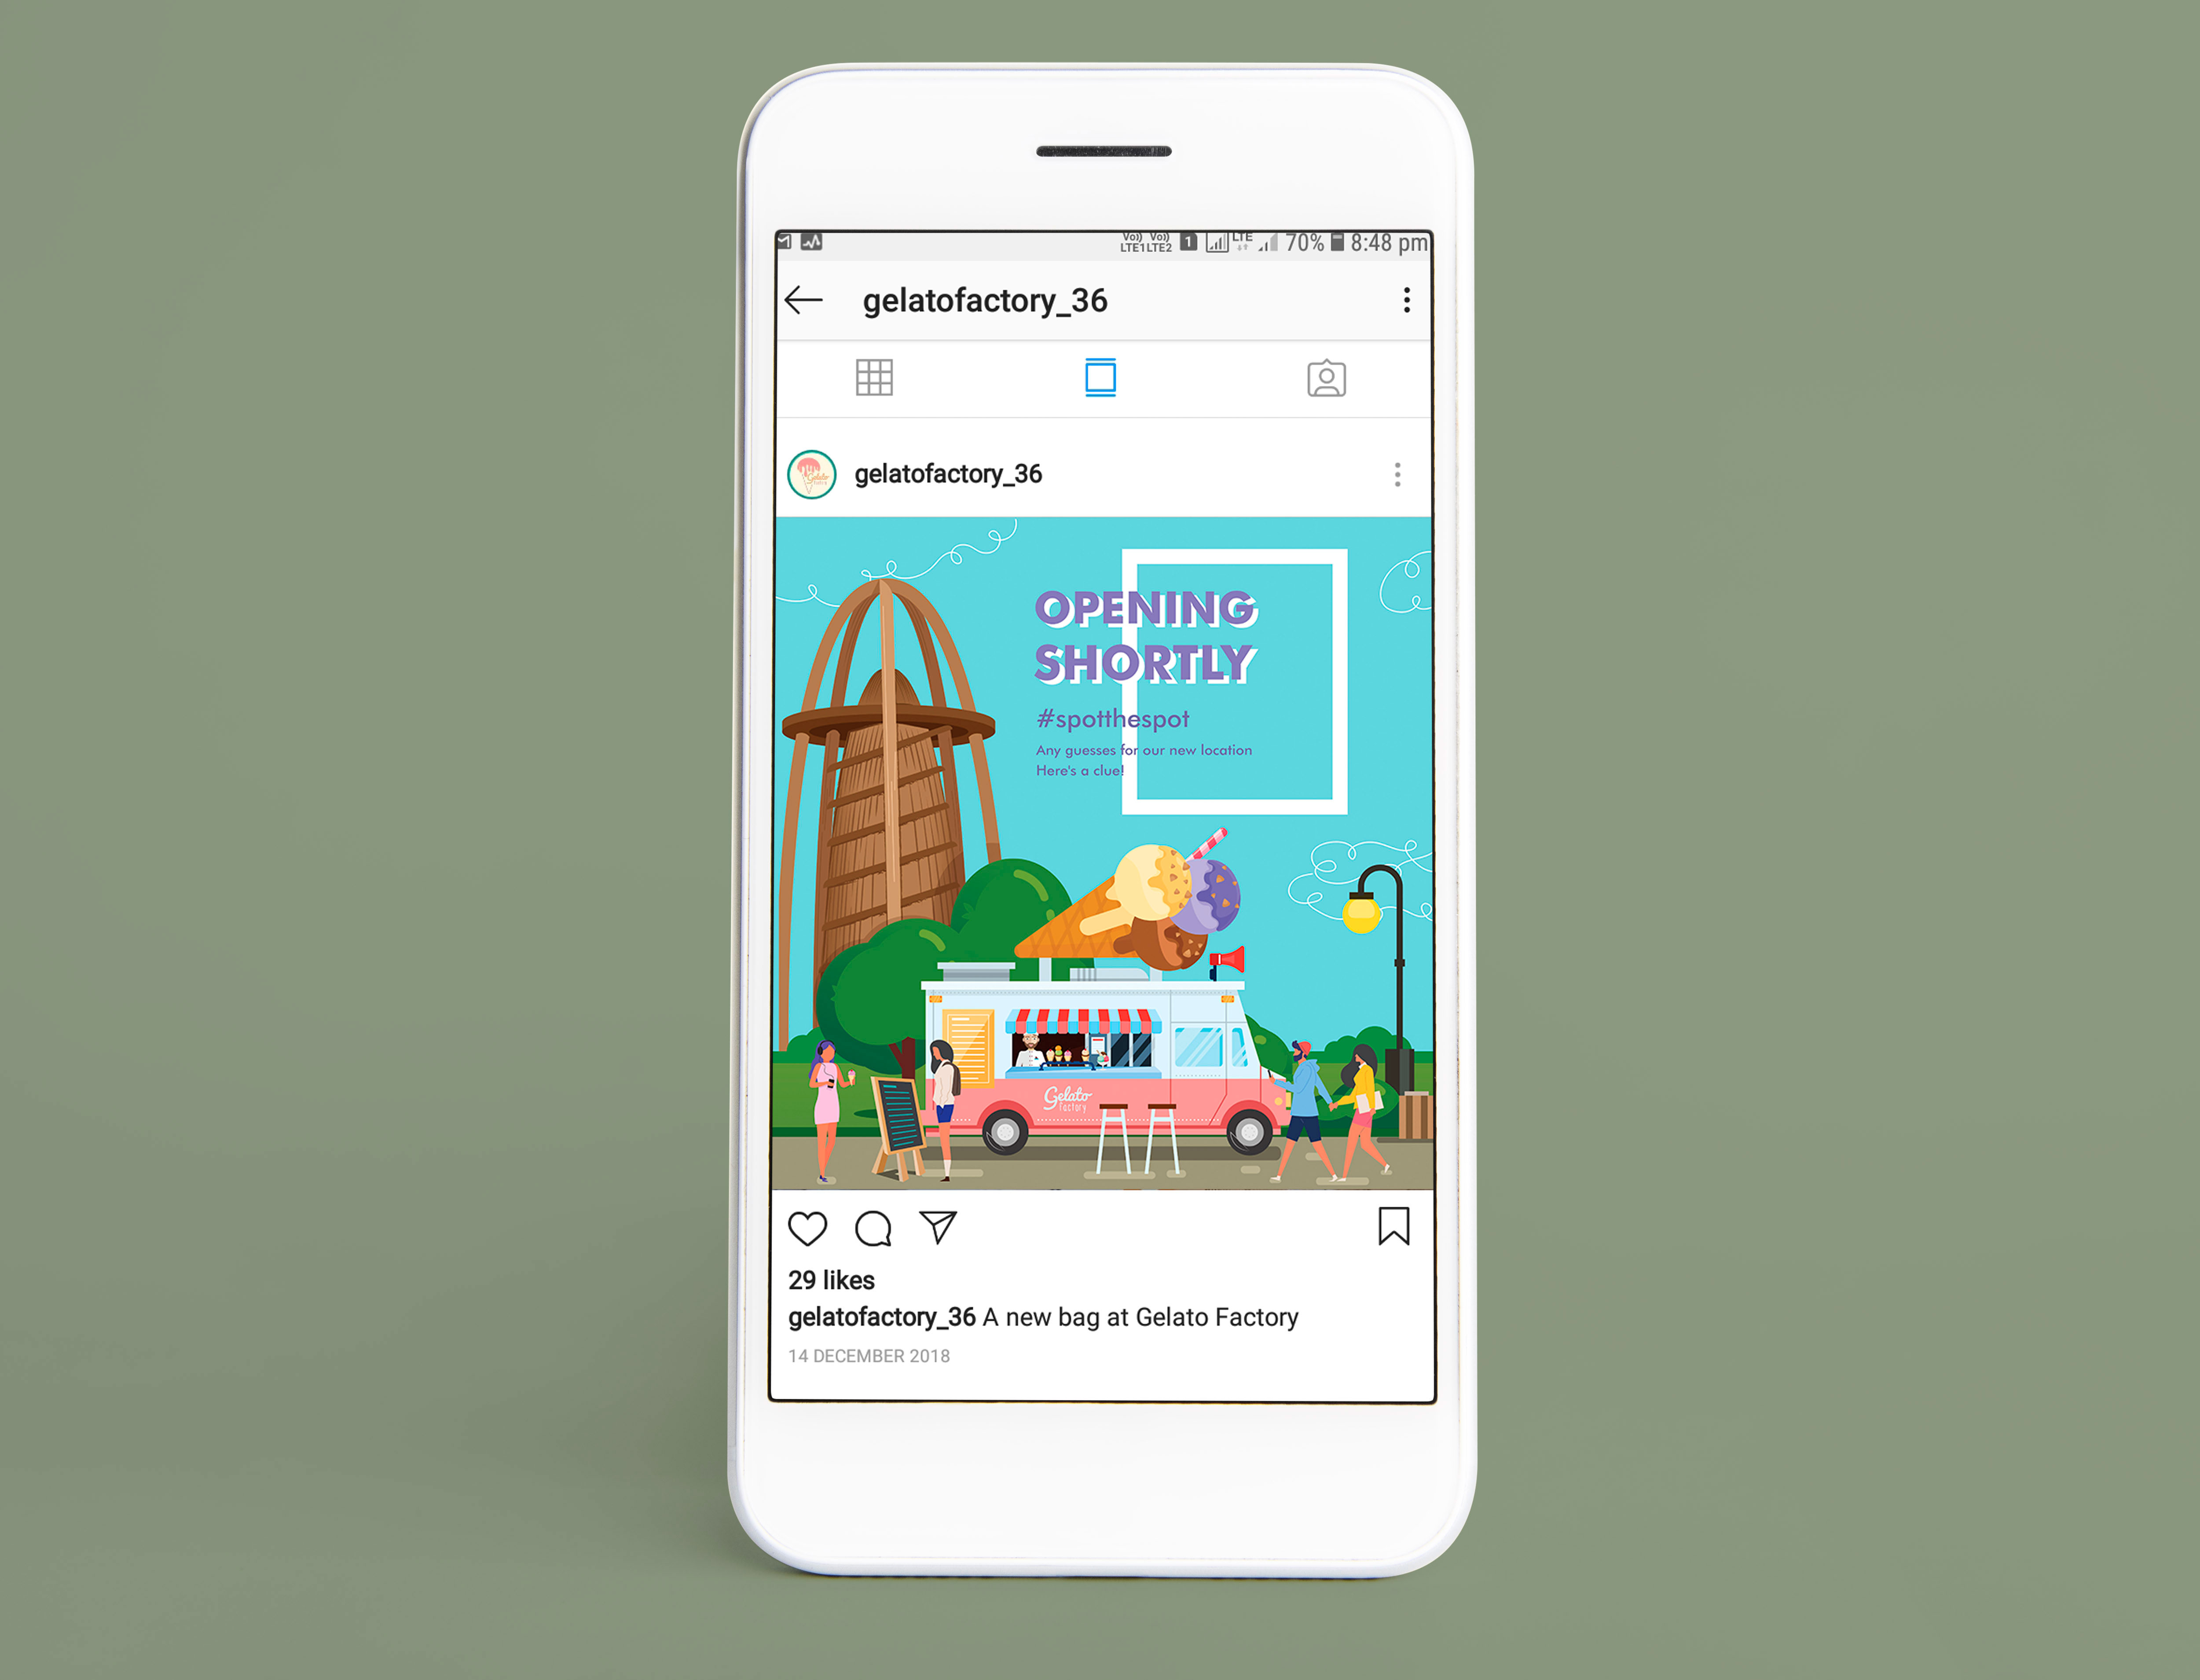 Vo)) Vo))
LTE1 LTE2 1 LTE 70% 8:48 pm
gelatofactory_36
gelatofactory_36
OPENING
SHORTLY
#spotthespot
Any guesses for our new location
Here's a clue!
Gelato
Factory
29 likes
gelatofactory_36 A new bag at Gelato Factory
14 DECEMBER 2018